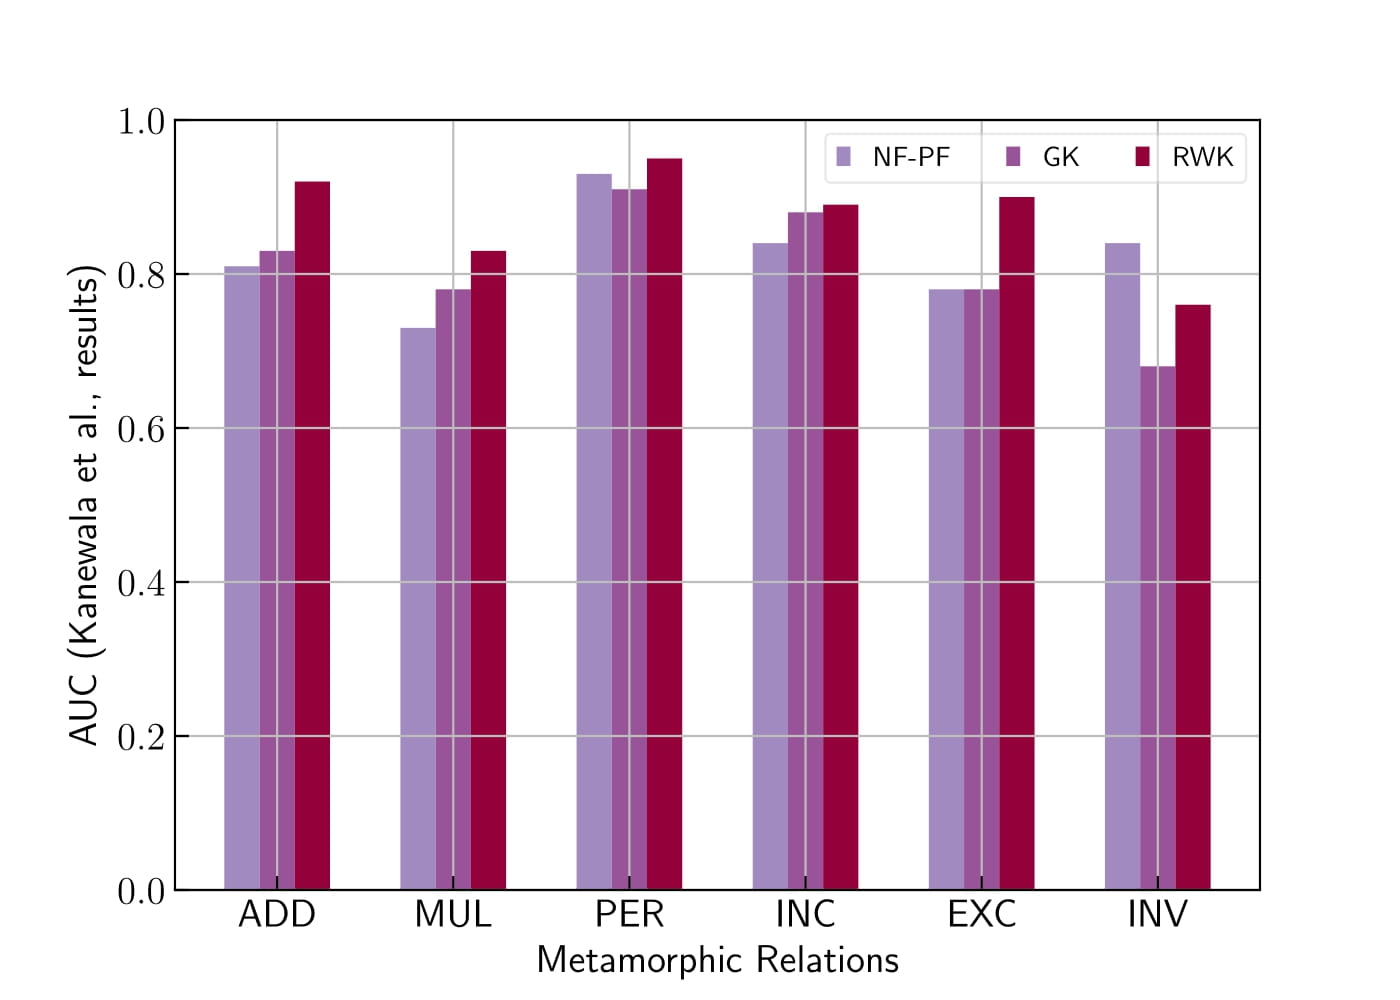 NF-PF GK RWK
AUC (Kanewala et al., results)
1.0
0.8
0.6
0.4
0.2
0.0
ADD MUL PER INC EXC INV
Metamorphic Relations